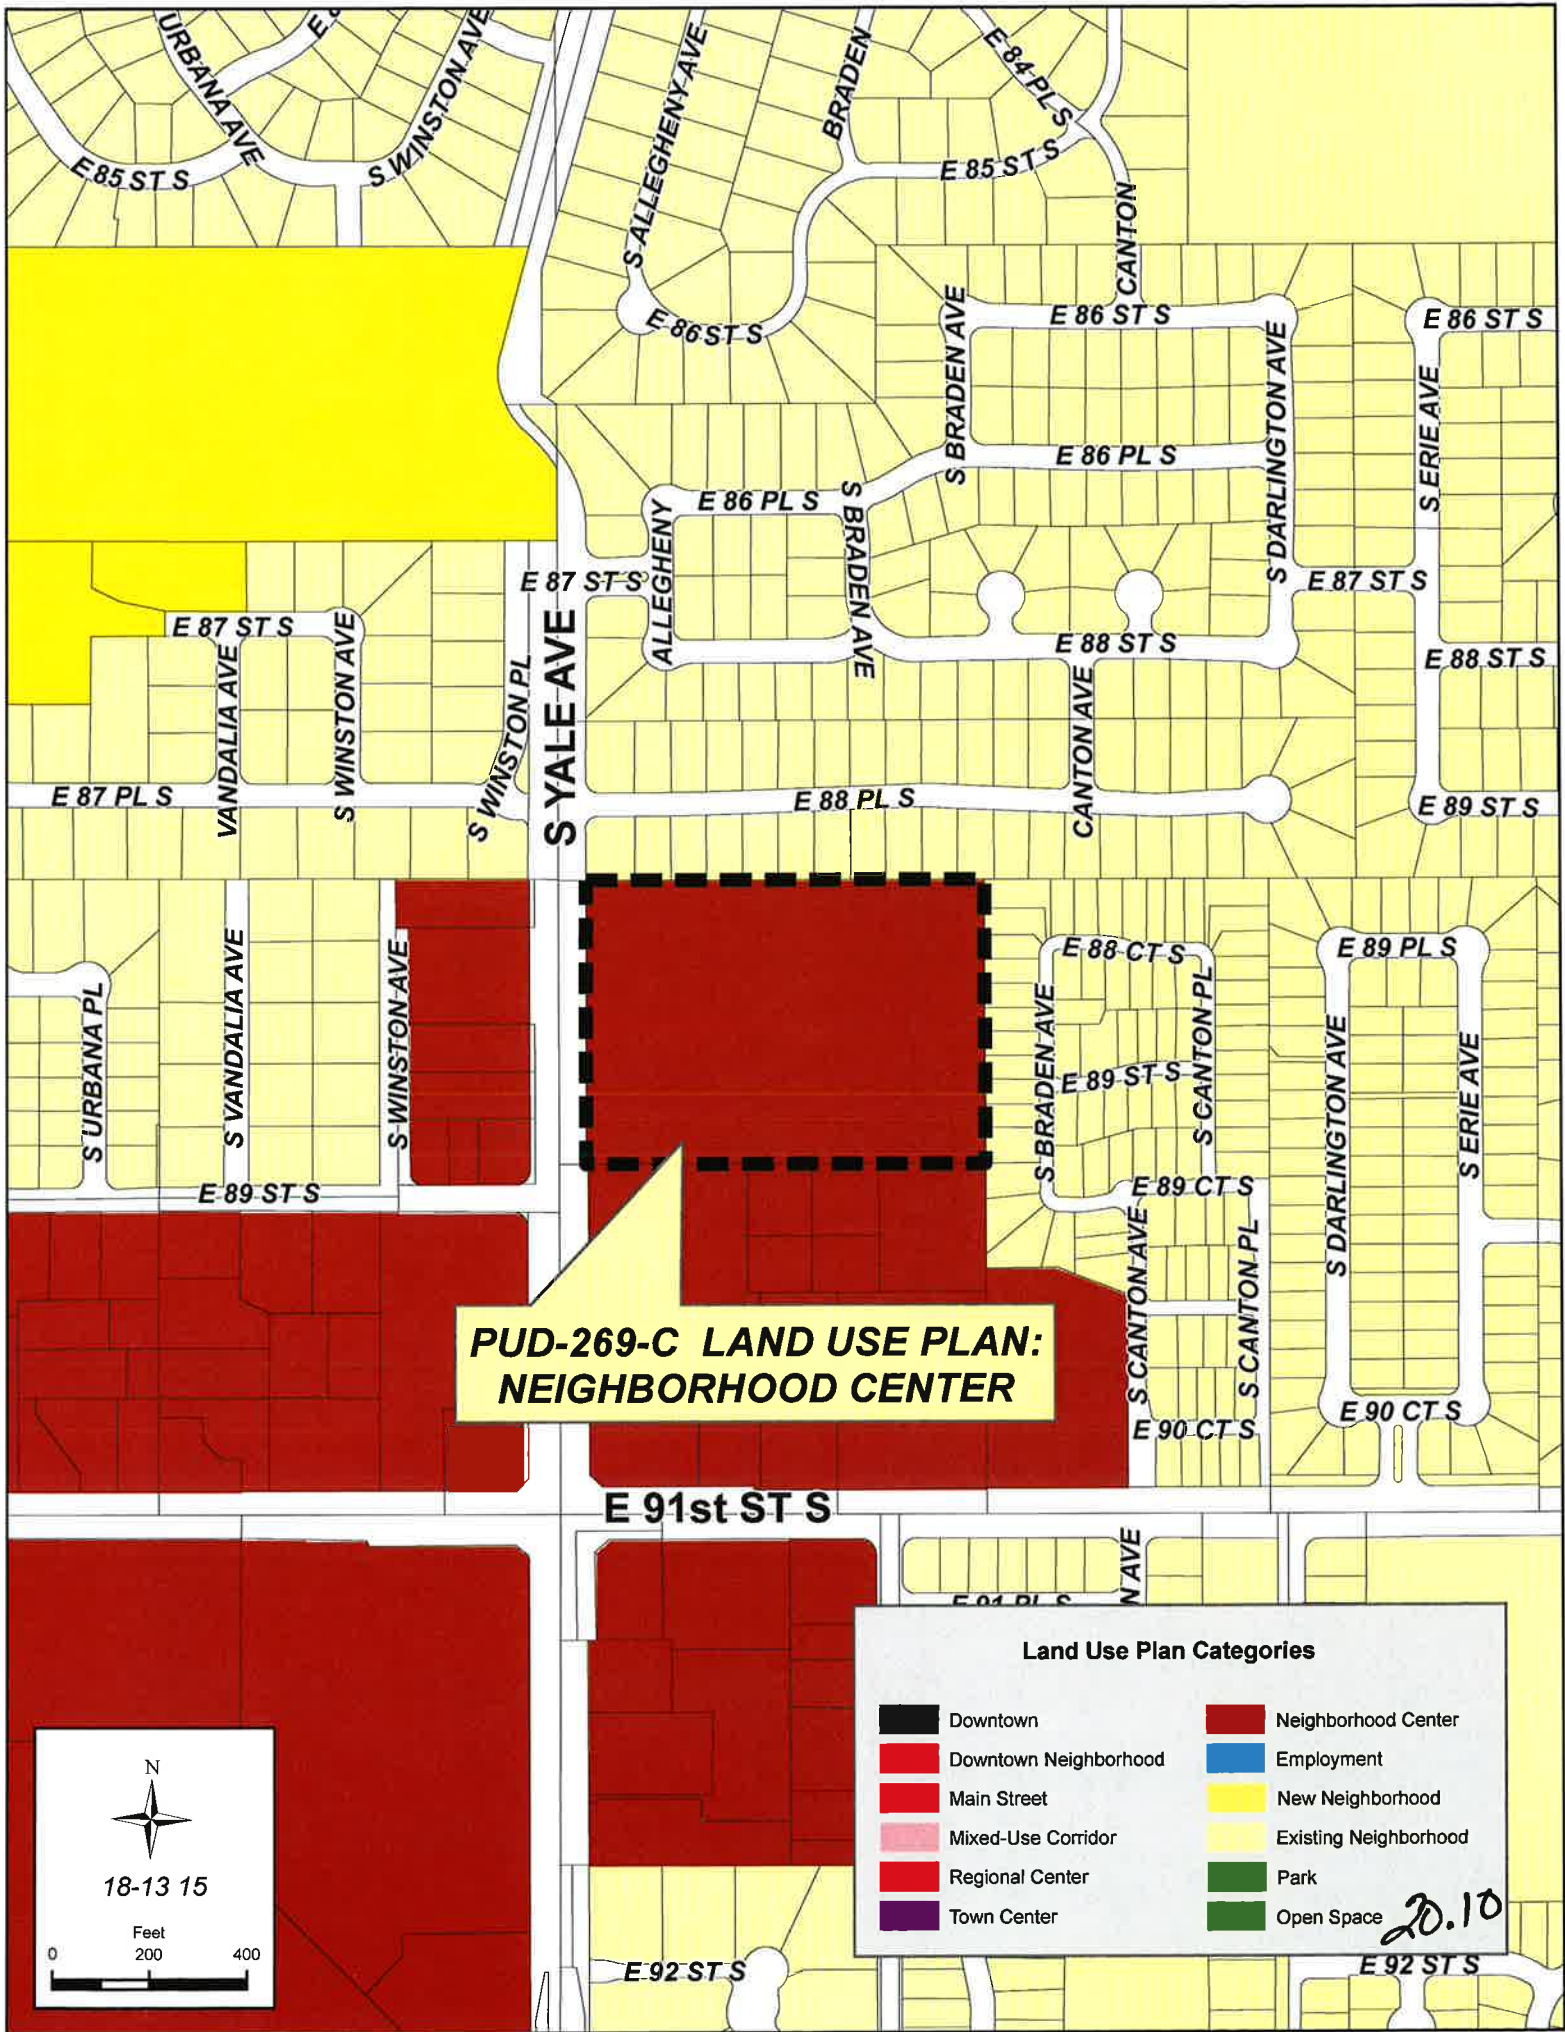 URBANA AVE
S WINSTON AVE
E 85 ST S
S ALLEGHENY AVE
BRADEN
E 84 PL S
E 85 ST S
CANTON
E 86 ST S
S BRADEN AVE
E 86 ST S
S DARLINGTON AVE
E 86 ST S
S ERIE AVE
E 86 PL S
E 86 PL S
S BRADEN AVE
ALLEGHENY
E 87 ST S
E 87 ST S
E 87 ST S
VANDALIA AVE
S WINSTON AVE
S WINSTON PL
S YALE AVE
E 88 ST S
E 88 ST S
CANTON AVE
E 87 PL S
E 88 PL S
E 89 ST S
S URBANA PL
S VANDALIA AVE
S WINSTON AVE
E 88 CT S
S CANTON PL
S BRADEN AVE
E 89 ST S
E 89 PL S
S DARLINGTON AVE
S ERIE AVE
E 89 ST S
E 89 CT S
S CANTON AVE
S CANTON PL
E 90 CT S
E 90 CT S
PUD-269-C LAND USE PLAN:
NEIGHBORHOOD CENTER
E 91st ST S
E 91 PL S
N AVE
Land Use Plan Categories
Downtown
Downtown Neighborhood
Main Street
Mixed-Use Corridor
Regional Center
Town Center
Neighborhood Center
Employment
New Neighborhood
Existing Neighborhood
Park
Open Space
20.10
N
18-13 15
Feet
0 200 400
E 92 ST S
E 92 ST S